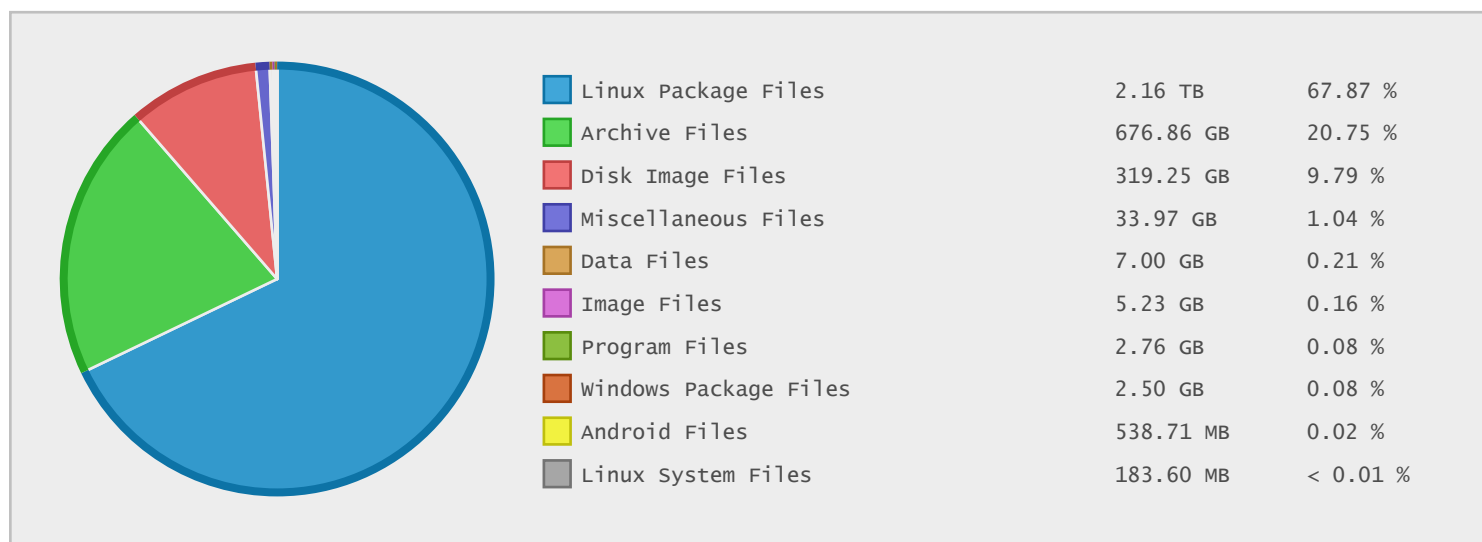 Linux Package Files 2.16 TB 67.87 %
Archive Files 676.86 GB 20.75 %
Disk Image Files 319.25 GB 9.79 %
Miscellaneous Files 33.97 GB 1.04 %
Data Files 7.00 GB 0.21 %
Image Files 5.23 GB 0.16 %
Program Files 2.76 GB 0.08 %
Windows Package Files 2.50 GB 0.08 %
Android Files 538.71 MB 0.02 %
Linux System Files 183.60 MB < 0.01 %